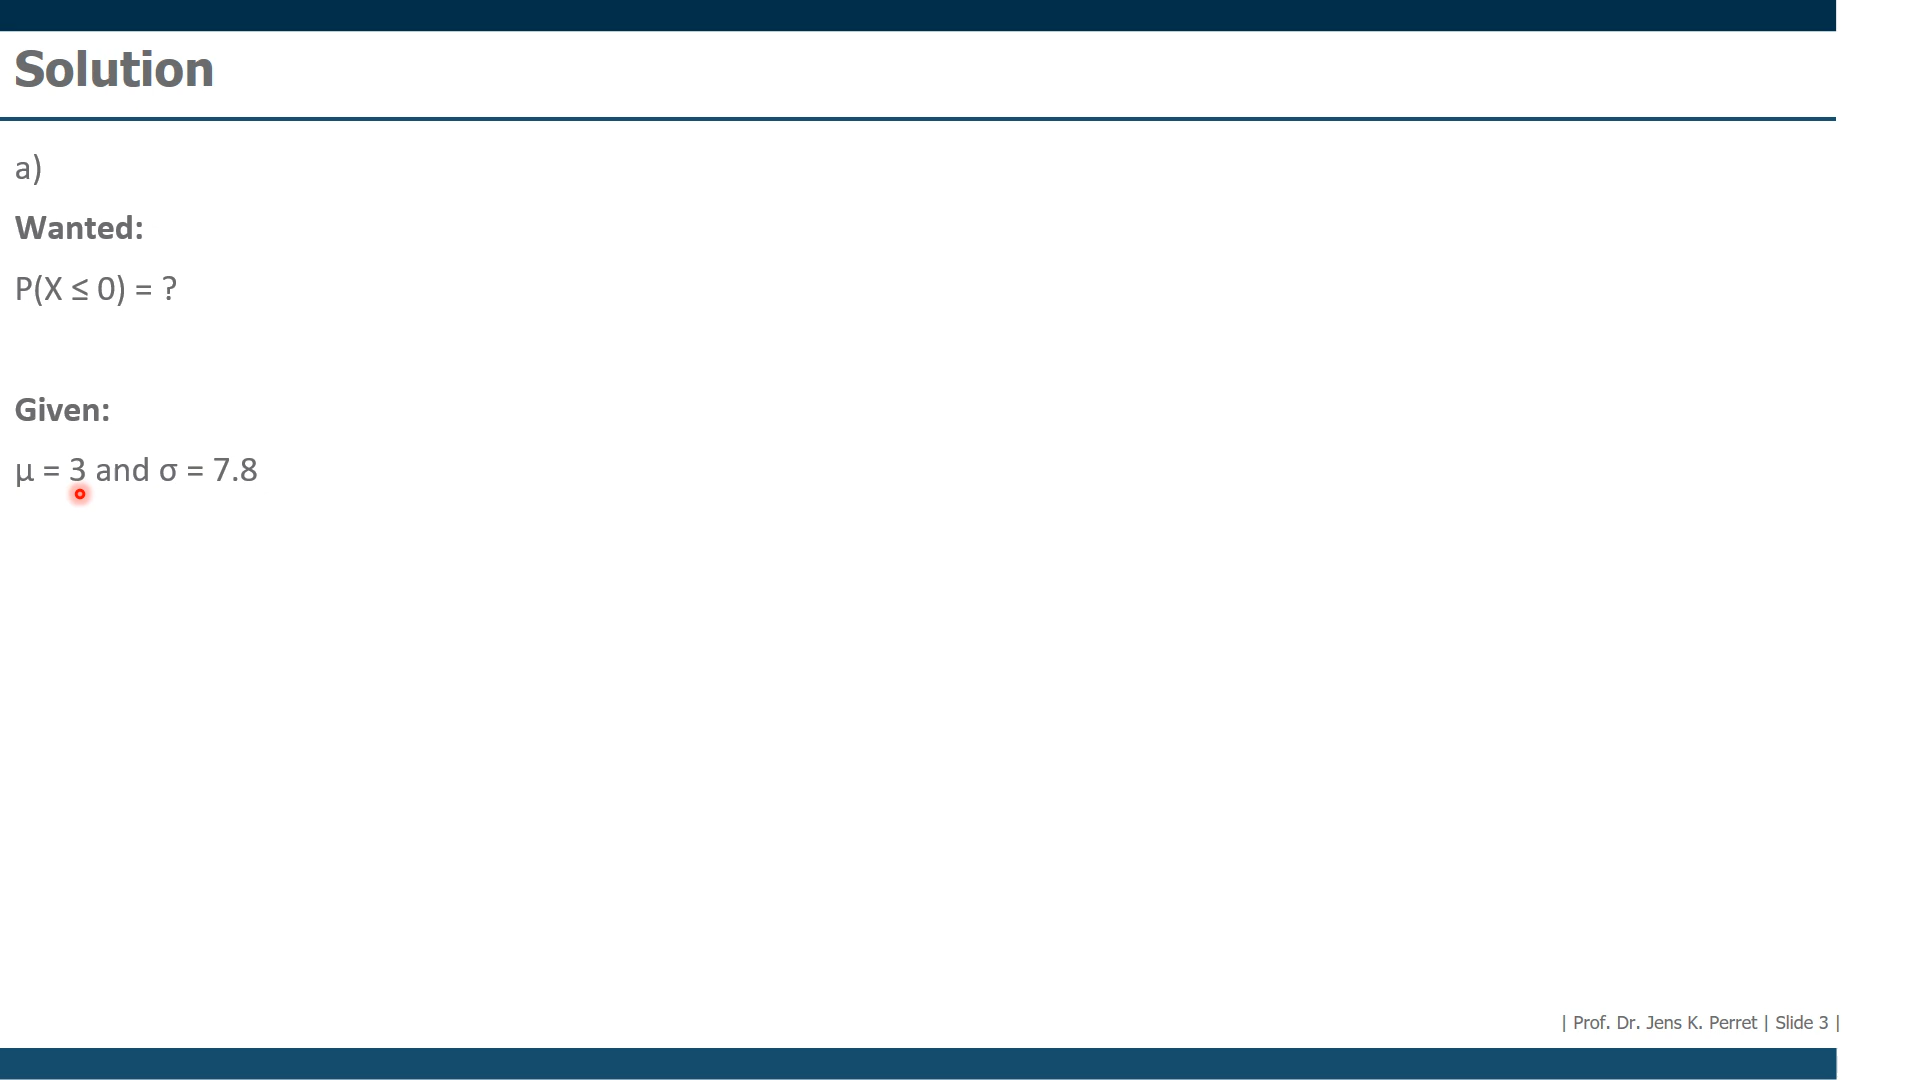 Solution
a)
Wanted:
P(X ≤ 0) = ?
Given:
μ = 3 and σ = 7.8
| Prof. Dr. Jens K. Perret | Slide 3 |